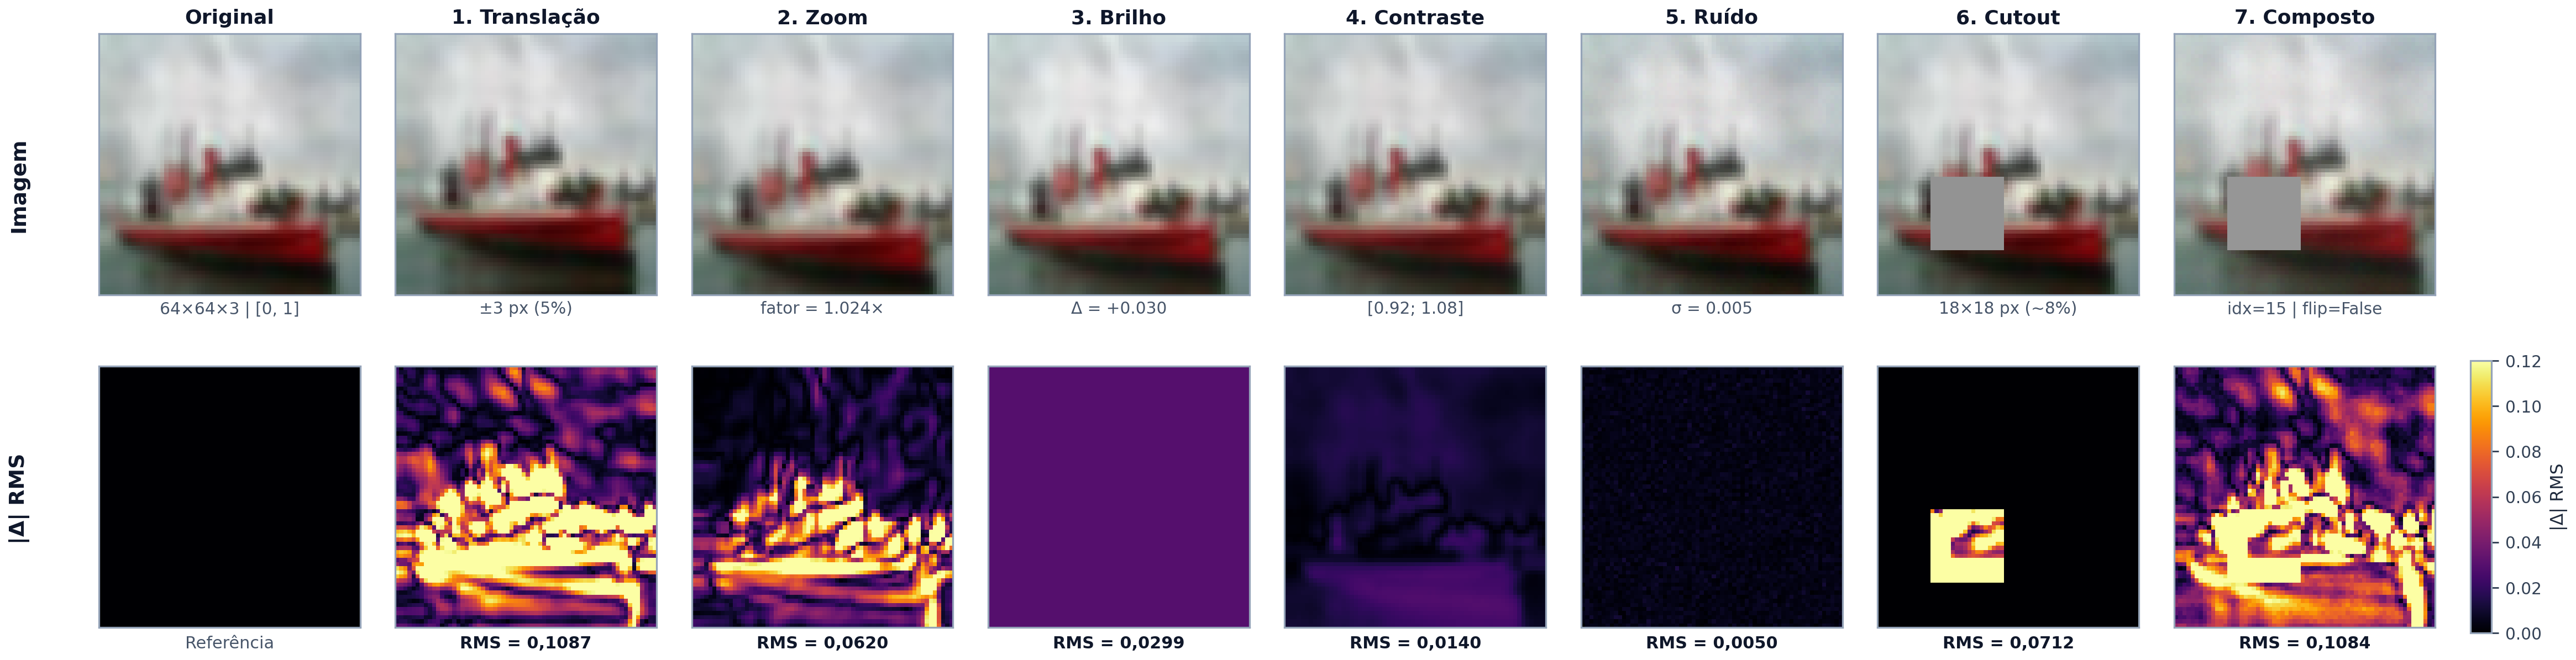 Original
1. Translação
2. Zoom
3. Brilho
4. Contraste
5. Ruído
6. Cutout
7. Composto
Imagem
64×64×3 | [0, 1]
±3 px (5%)
fator = 1.024×
Δ = +0.030
[0.92; 1.08]
σ = 0.005
18×18 px (~8%)
idx=15 | flip=False
|Δ| RMS
Referência
RMS = 0,1087
RMS = 0,0620
RMS = 0,0299
RMS = 0,0140
RMS = 0,0050
RMS = 0,0712
RMS = 0,1084
0.12
0.10
0.08
0.06
0.04
0.02
0.00
|Δ| RMS